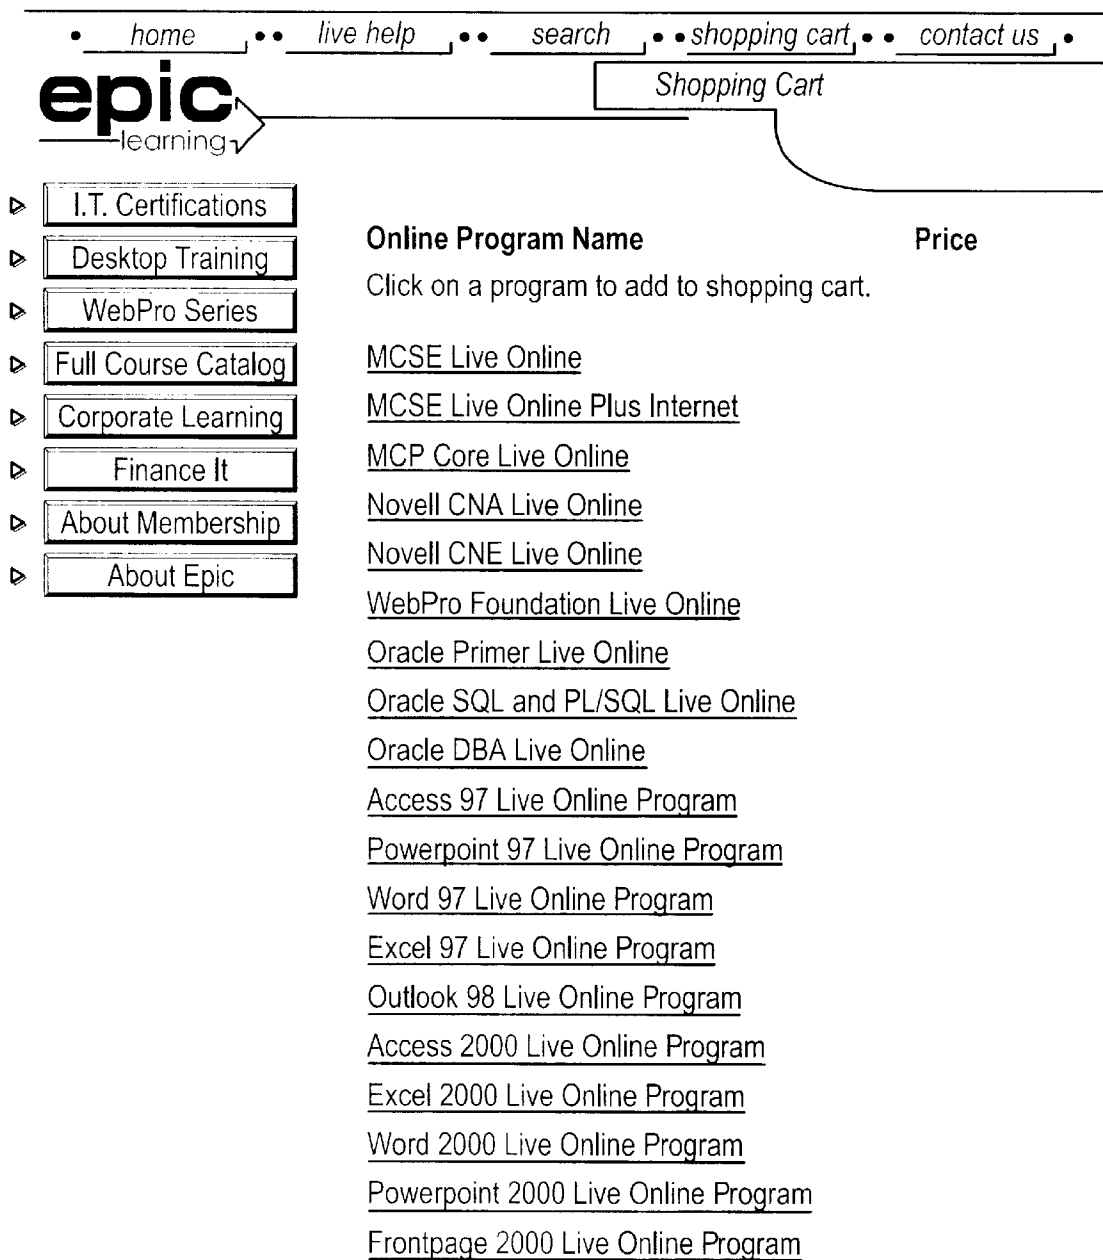 home live help search shopping cart contact us
epic
learning
Shopping Cart
I.T. Certifications
Desktop Training
WebPro Series
Full Course Catalog
Corporate Learning
Finance It
About Membership
About Epic
Online Program Name Price
Click on a program to add to shopping cart.
MCSE Live Online
MCSE Live Online Plus Internet
MCP Core Live Online
Novell CNA Live Online
Novell CNE Live Online
WebPro Foundation Live Online
Oracle Primer Live Online
Oracle SQL and PL/SQL Live Online
Oracle DBA Live Online
Access 97 Live Online Program
Powerpoint 97 Live Online Program
Word 97 Live Online Program
Excel 97 Live Online Program
Outlook 98 Live Online Program
Access 2000 Live Online Program
Excel 2000 Live Online Program
Word 2000 Live Online Program
Powerpoint 2000 Live Online Program
Frontpage 2000 Live Online Program